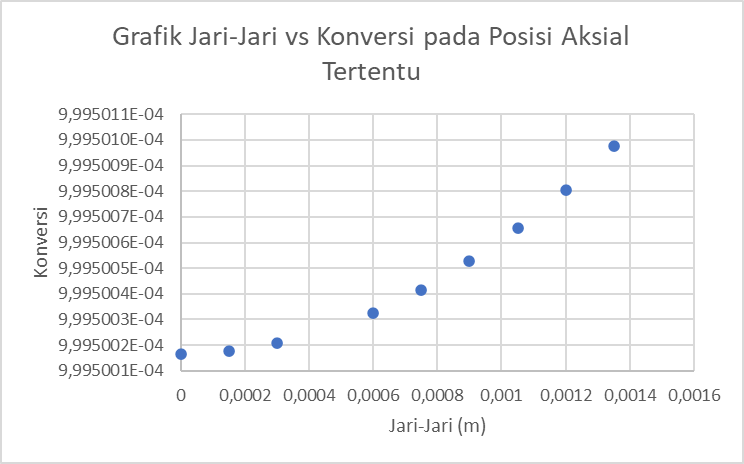 Grafik Jari-Jari vs Konversi pada Posisi Aksial
Tertentu
9,995011E-04
9,995010E-04
9,995009E-04
9,995008E-04
9,995007E-04
9,995006E-04
9,995005E-04
9,995004E-04
9,995003E-04
9,995002E-04
9,995001E-04
Konversi
0 0,0002 0,0004 0,0006 0,0008 0,001 0,0012 0,0014 0,0016
Jari-Jari (m)